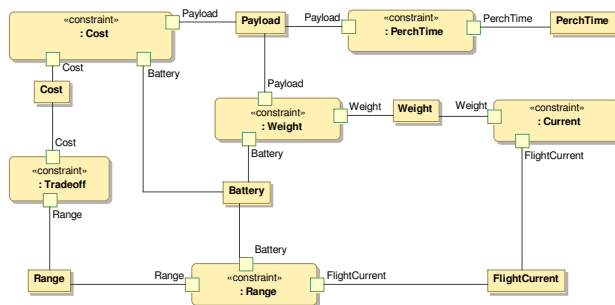 «constraint»
: Cost
Payload
Payload
Payload
«constraint»
: PerchTime
PerchTime
PerchTime
Cost
Battery
Cost
Payload
«constraint»
: Weight
Weight
Weight
Weight
«constraint»
: Current
Cost
Battery
FlightCurrent
«constraint»
: Tradeoff
Range
Battery
Battery
Range
Range
«constraint»
: Range
FlightCurrent
FlightCurrent